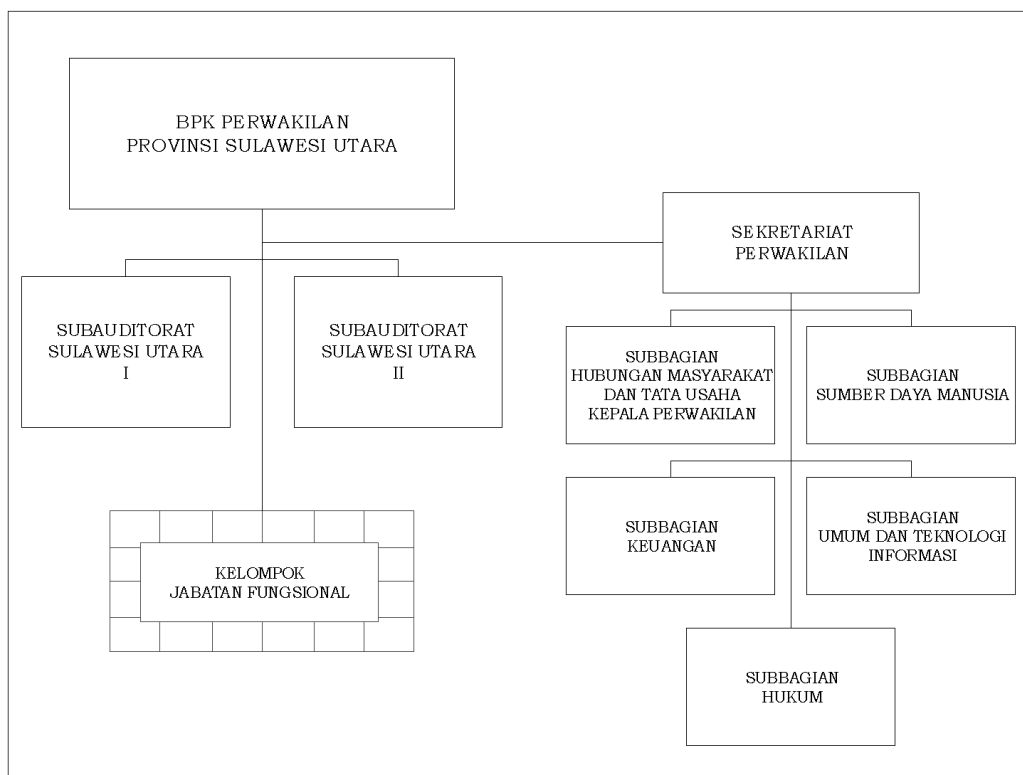 BPK PERWAKILAN
PROVINSI SULAWESI UTARA
SEKRETARIAT
PERWAKILAN
SUBAUDITORAT
SULAWESI UTARA
I
SUBAUDITORAT
SULAWESI UTARA
II
SUBBAGIAN
HUBUNGAN MASYARAKAT
DAN TATA USAHA
KEPALA PERWAKILAN
SUBBAGIAN
SUMBER DAYA MANUSIA
SUBBAGIAN
KEUANGAN
SUBBAGIAN
UMUM DAN TEKNOLOGI
INFORMASI
KELOMPOK
JABATAN FUNGSIONAL
SUBBAGIAN
HUKUM